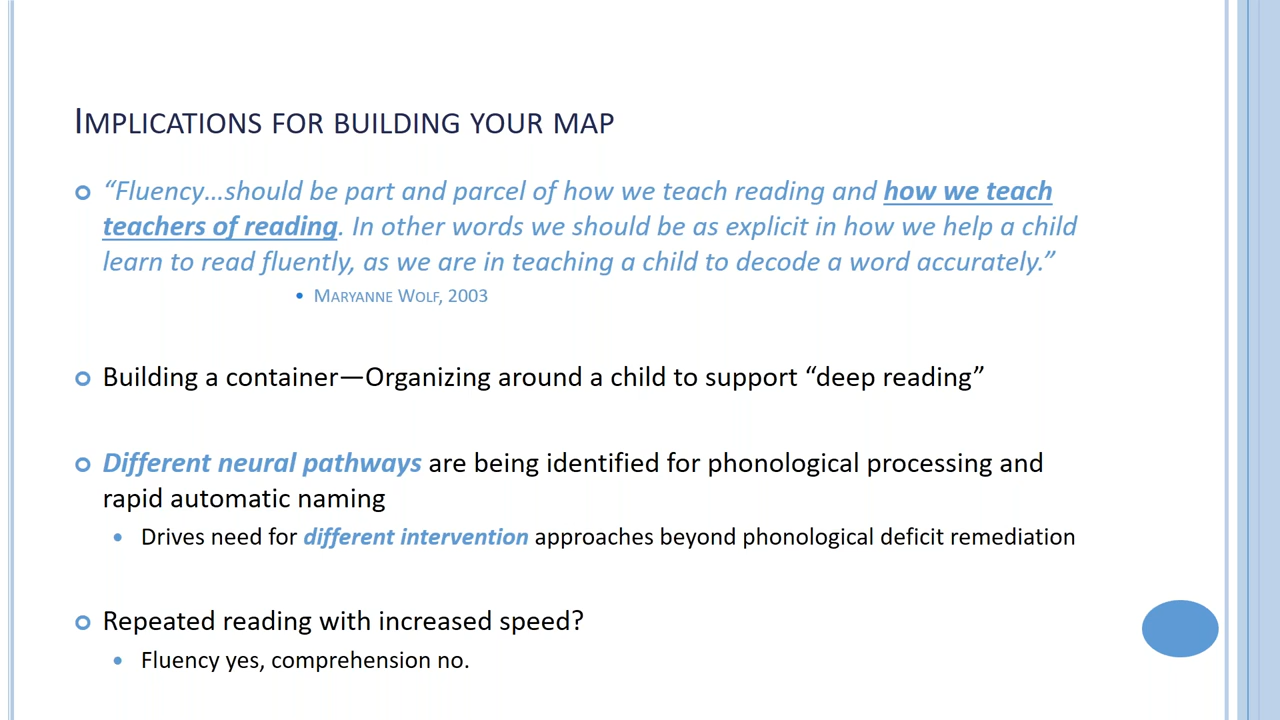 Implications for building your map
“Fluency…should be part and parcel of how we teach reading and how we teach
teachers of reading. In other words we should be as explicit in how we help a child
learn to read fluently, as we are in teaching a child to decode a word accurately.”
Maryanne Wolf, 2003
Building a container—Organizing around a child to support “deep reading”
Different neural pathways are being identified for phonological processing and
rapid automatic naming
Drives need for different intervention approaches beyond phonological deficit remediation
Repeated reading with increased speed?
Fluency yes, comprehension no.